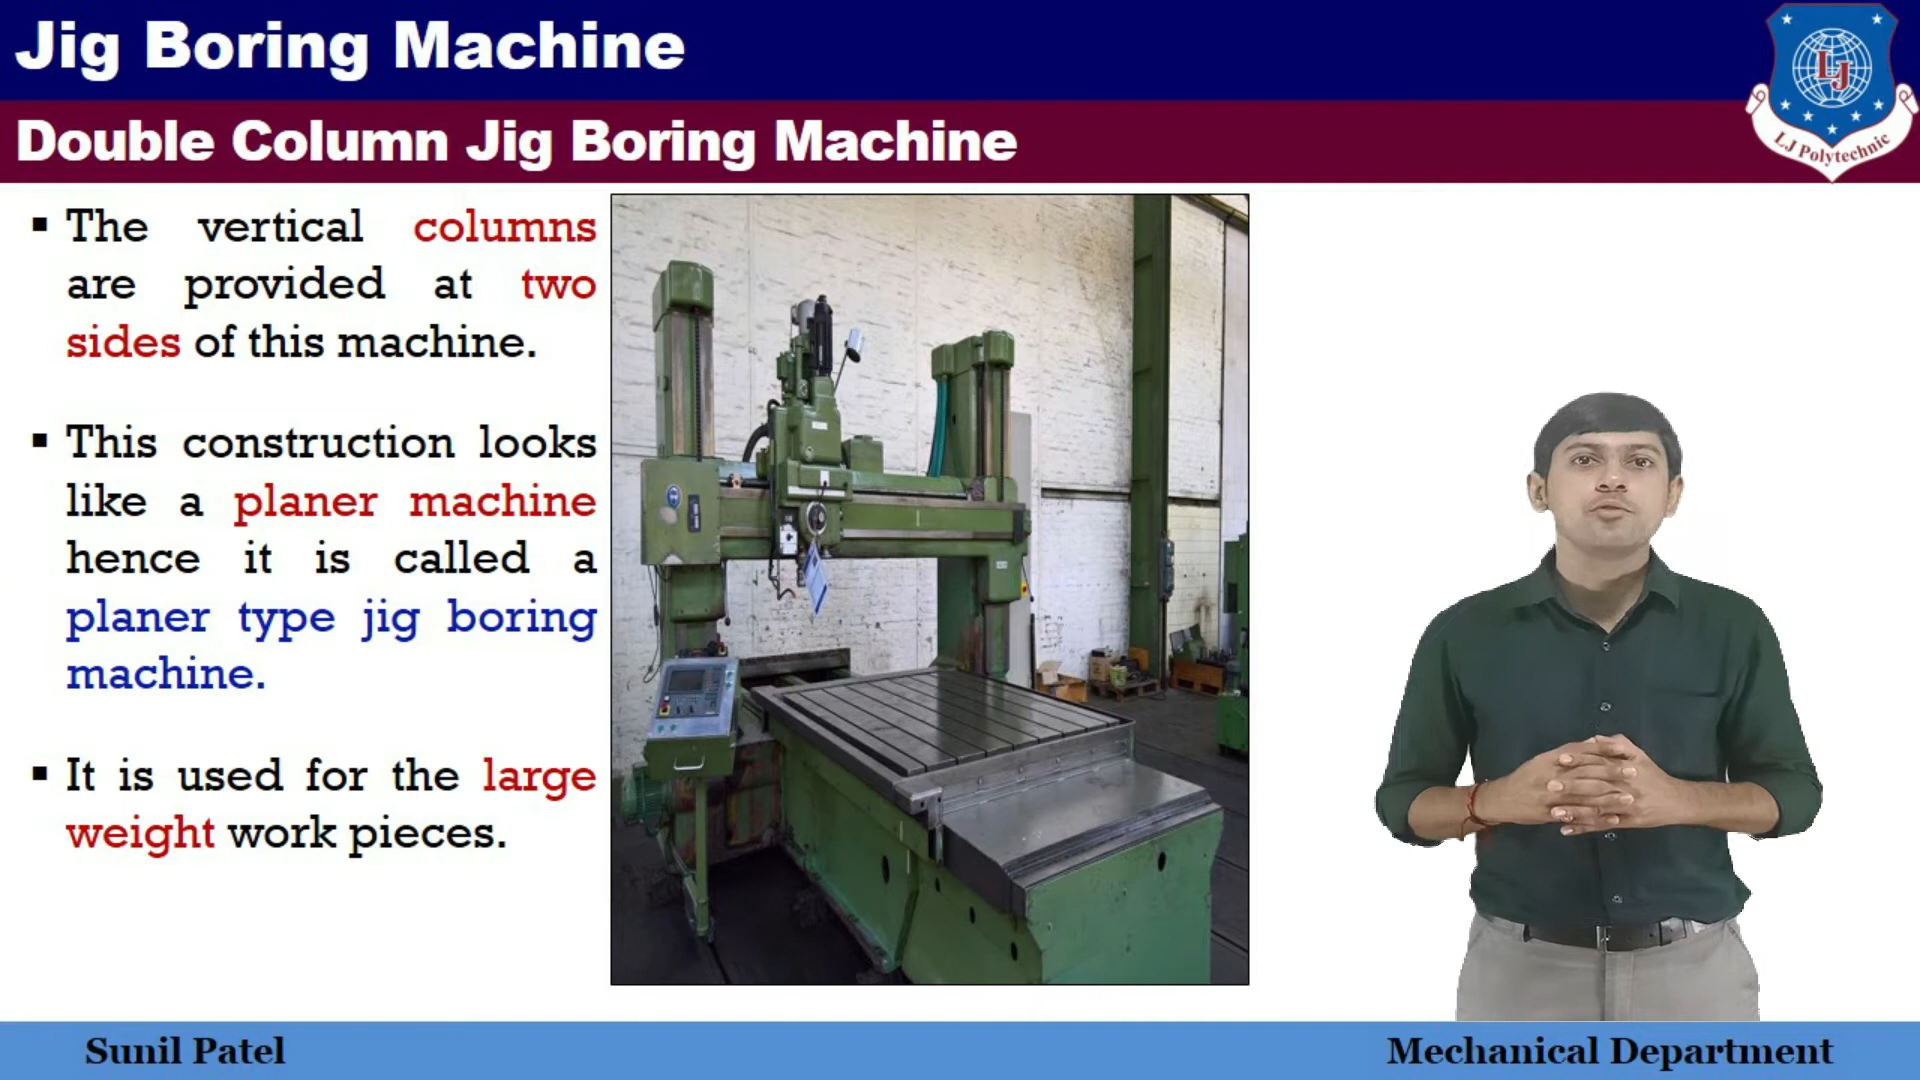 Jig Boring Machine
Double Column Jig Boring Machine
LJ
LJ Polytechnic
▪ The vertical columns
are provided at two
sides of this machine.
▪ This construction looks
like a planer machine
hence it is called a
planer type jig boring
machine.
▪ It is used for the large
weight work pieces.
Sunil Patel
Mechanical Department